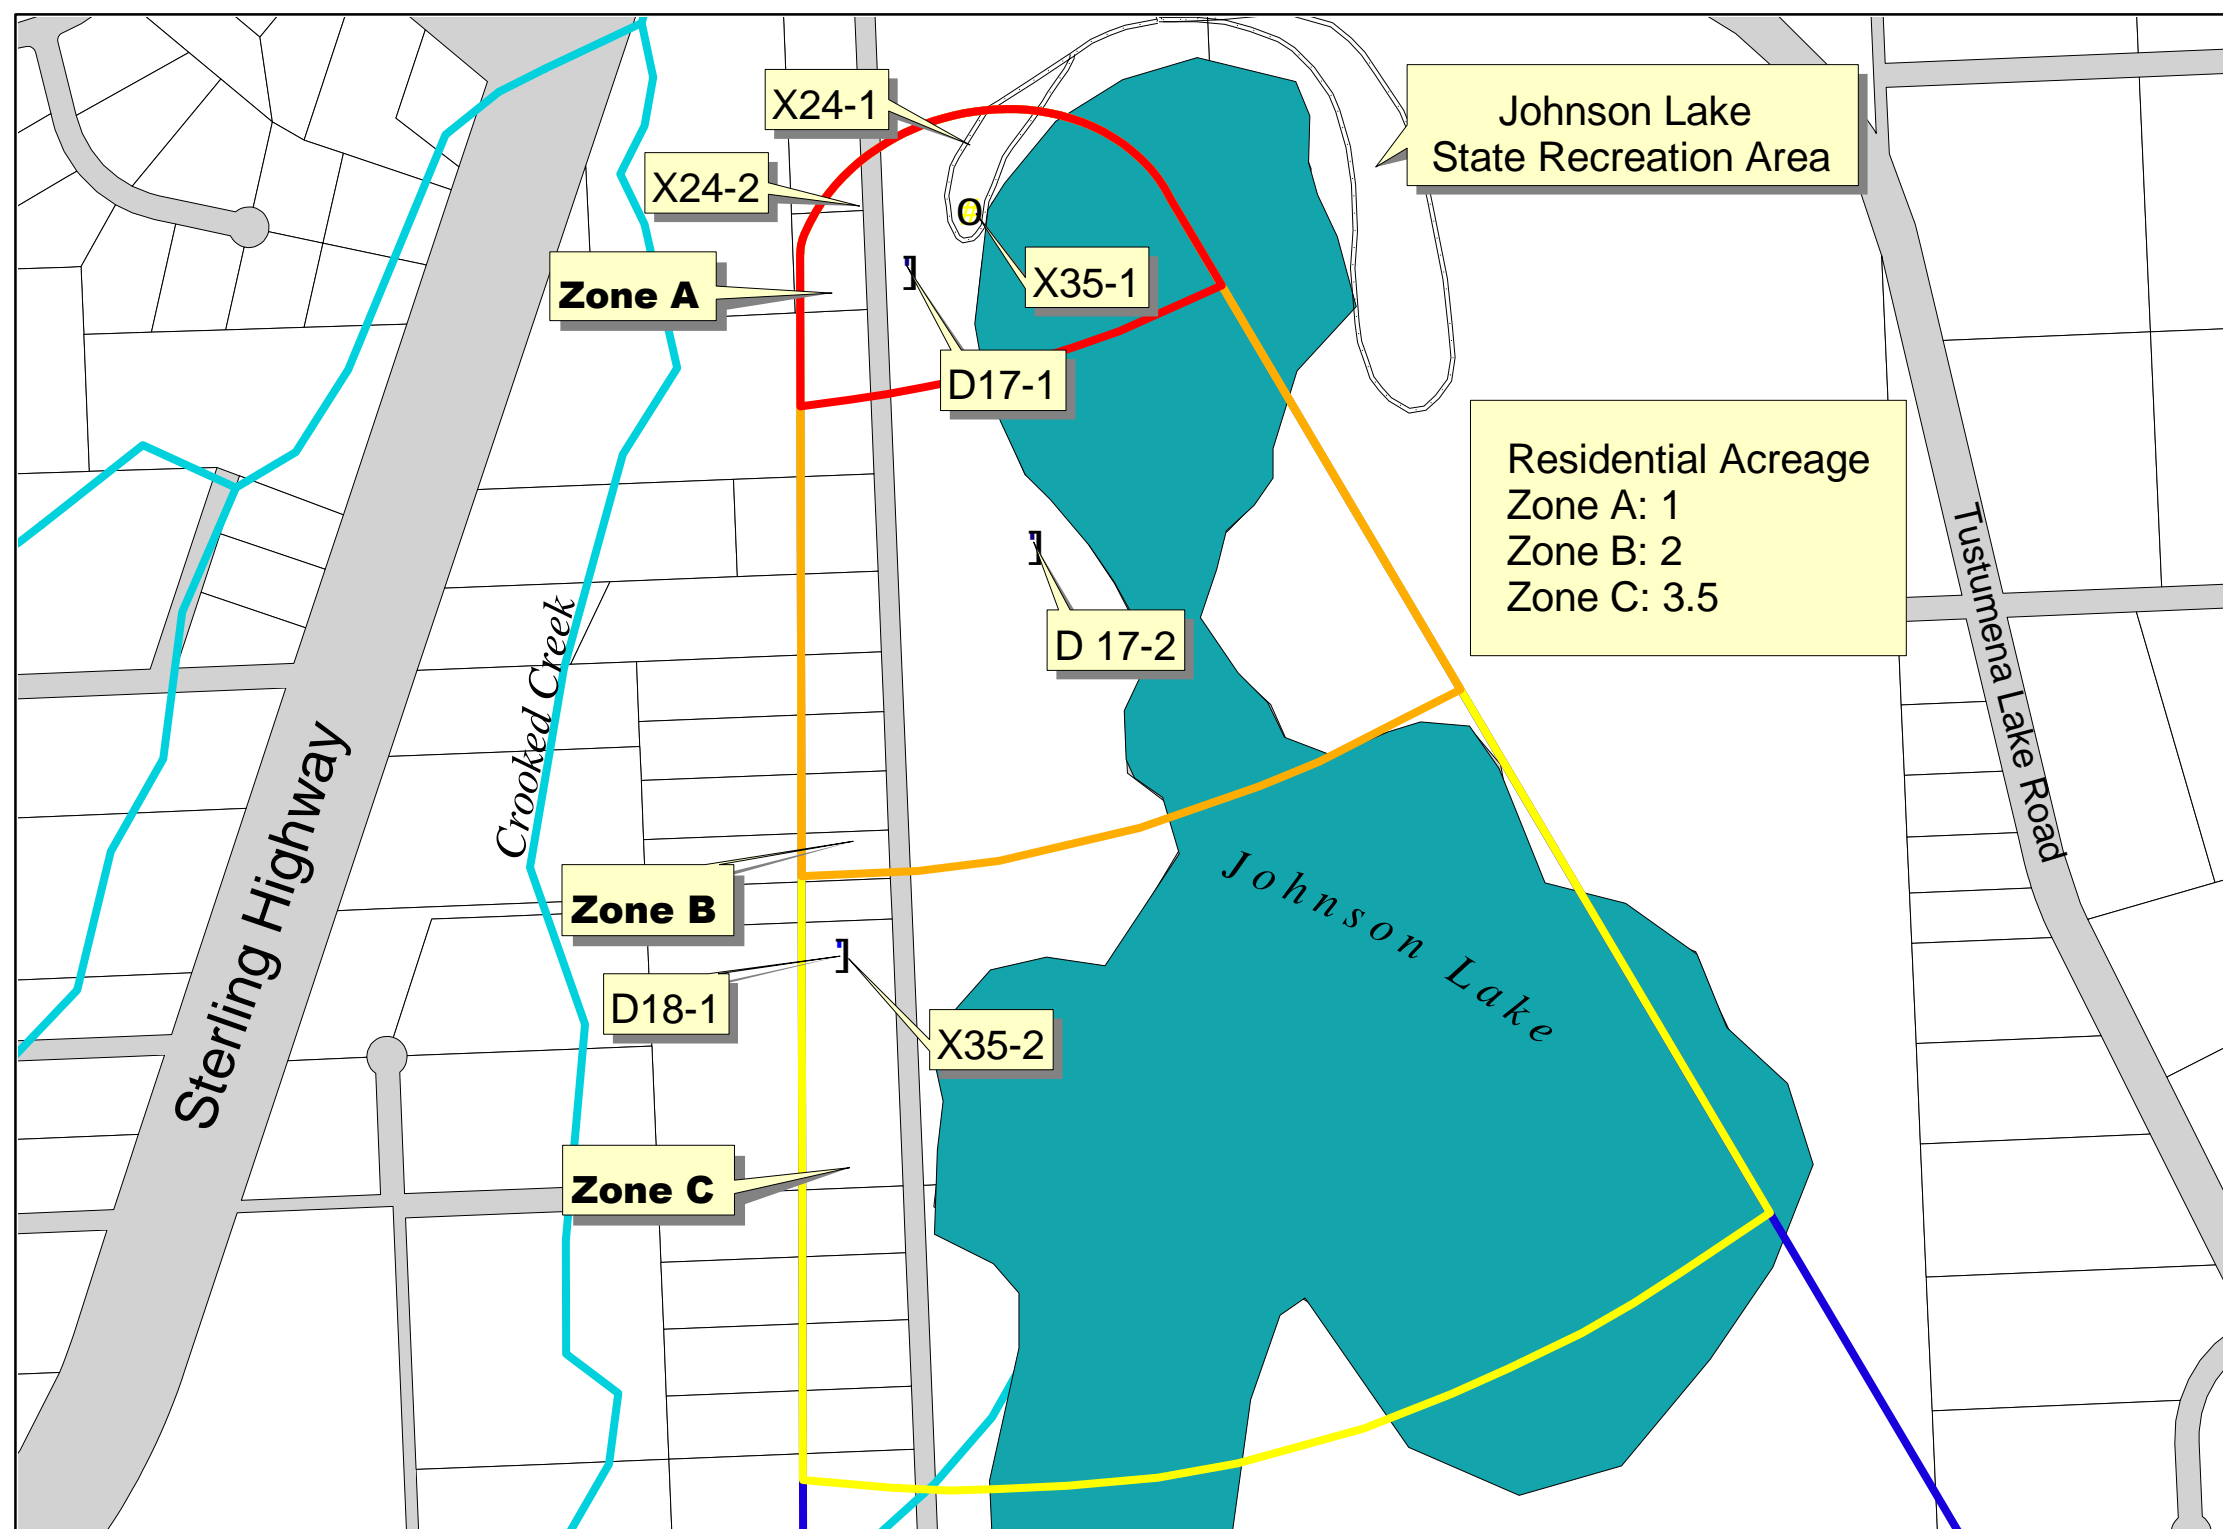 X24-1
Johnson Lake
State Recreation Area
X24-2
O
Zone A
]
X35-1
D17-1
Residential Acreage
Zone A: 1
Zone B: 2
Zone C: 3.5
]
D 17-2
Tustumena Lake Road
Crooked Creek
Sterling Highway
Zone B
Johnson Lake
]
D18-1
X35-2
Zone C